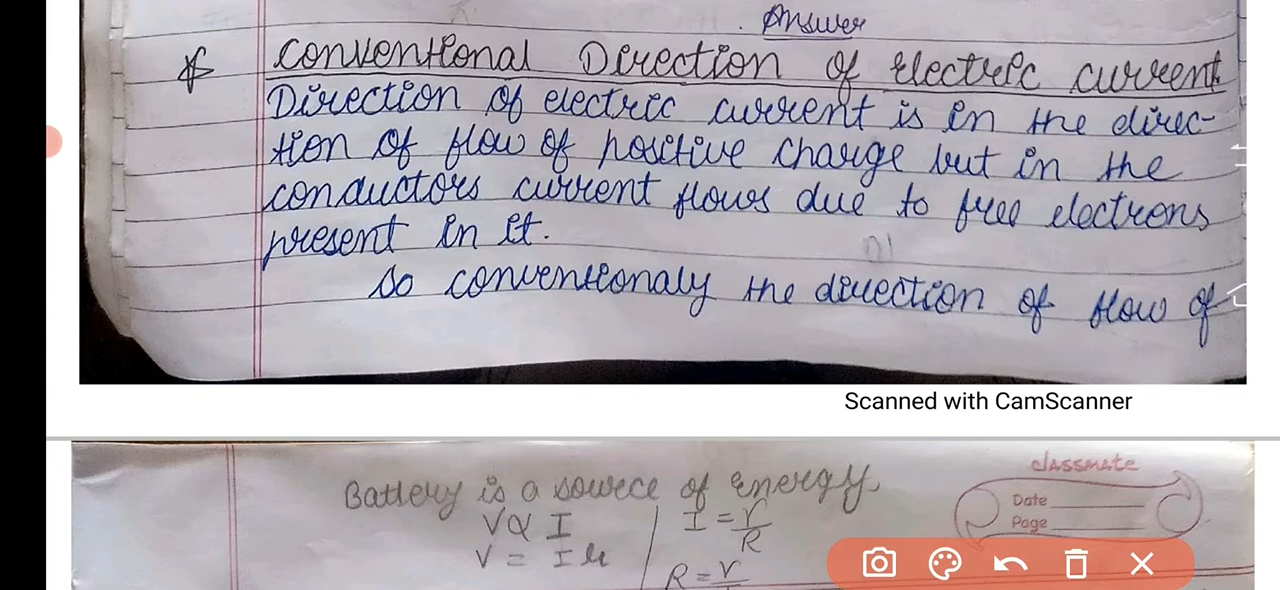 Answer
* Conventional Direction of electric current
Direction of electric current is in the direc-
tion of flow of positive charge but in the
conductors current flows due to free electrons
present in it.
So conventionaly the direction of flow of
Scanned with CamScanner
classmate
Battery is a source of Energy.
Date
Page
V ∝ I
I = V/R
V = IR
R = V